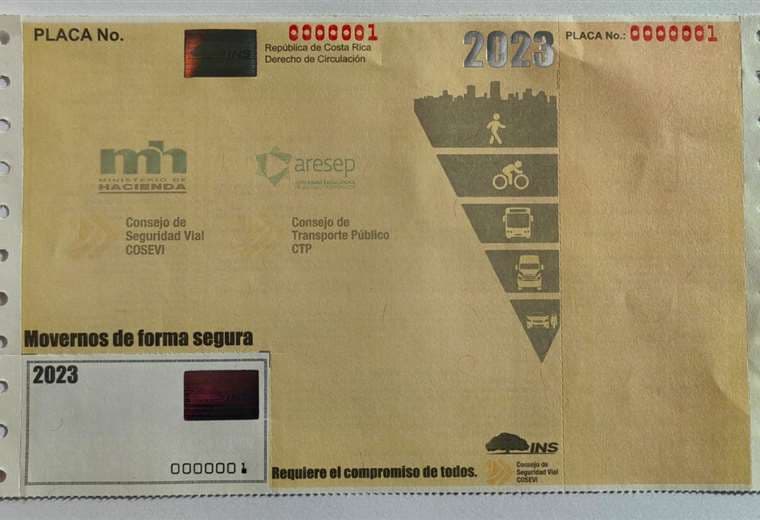 PLACA No.
0000001
República de Costa Rica
Derecho de Circulación
2023
PLACA No.: 0000001
INS
mh
MINISTERIO DE
HACIENDA
aresep
Consejo de
Seguridad Vial
COSEVI
Consejo de
Transporte Público
CTP
Movernos de forma segura
2023
0000001
Requiere el compromiso de todos.
INS
Consejo de
Seguridad Vial
COSEVI